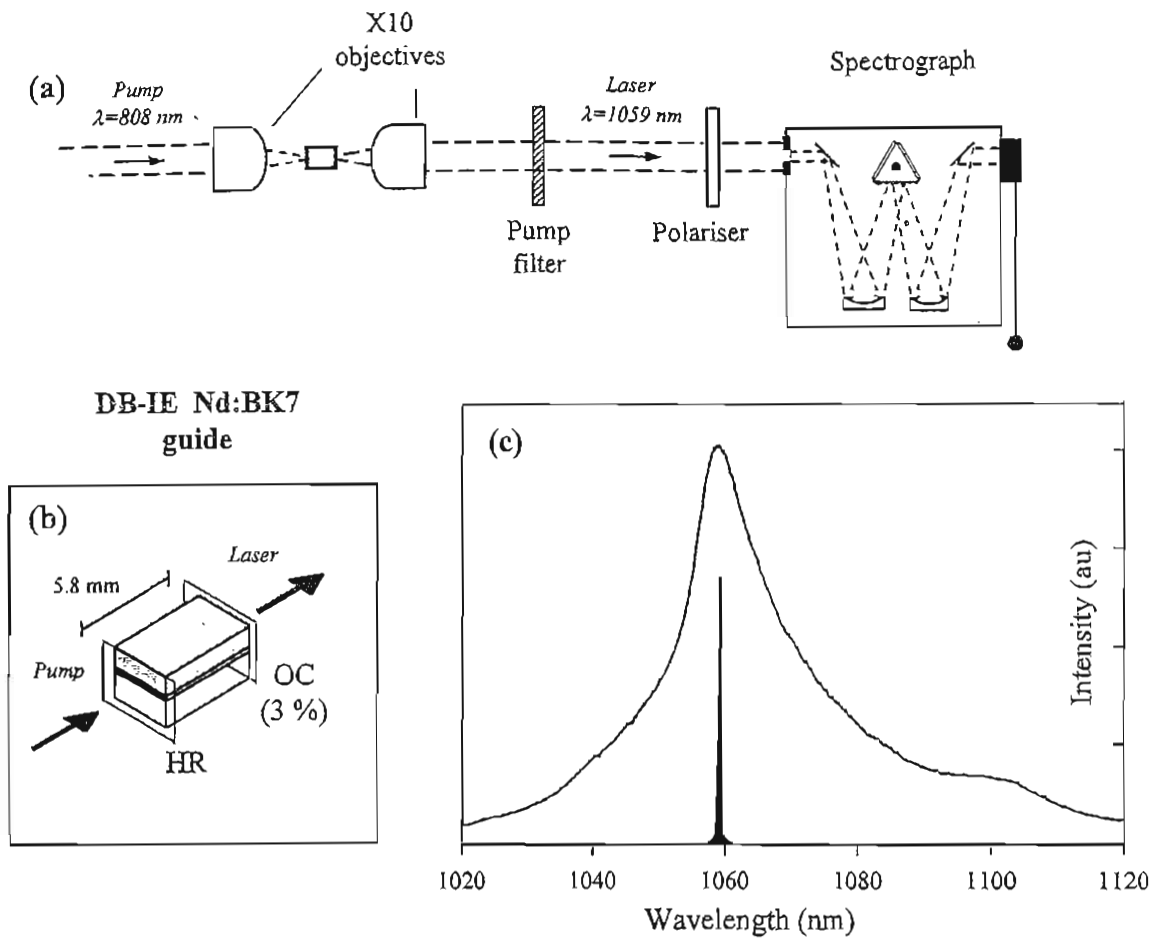 X10
objectives
Spectrograph
(a)
Pump
λ=808 nm
Laser
λ=1059 nm
Pump
filter
Polariser
DB-IE Nd:BK7
guide
(b)
Laser
5.8 mm
Pump
OC
(3 %)
HR
(c)
Intensity (au)
1020 1040 1060 1080 1100 1120
Wavelength (nm)